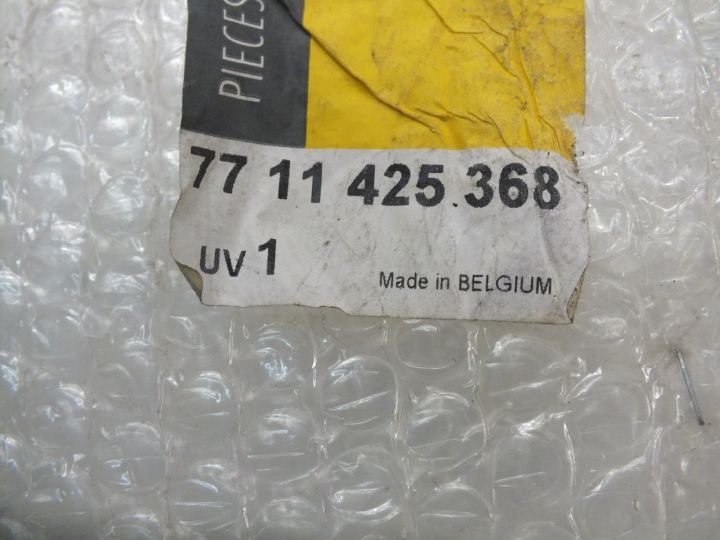 PIECES
77 11 425 368
UV 1
Made in BELGIUM